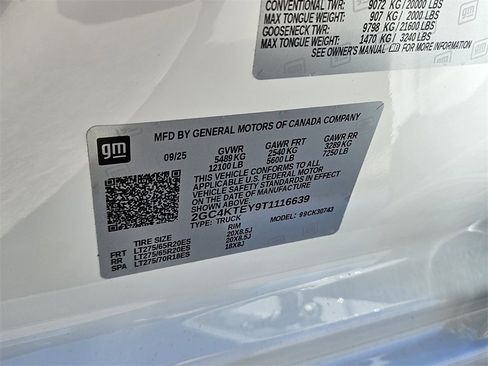 CONVENTIONAL TWR: 9072 KG/20000 LBS
MAX TONGUE WEIGHT: 907 KG/ 2000 LBS
GOOSENECK TWR: 9798 KG/21600 LBS
MAX TONGUE WEIGHT: 1470 KG/ 3240 LBS
SEE OWNER'S MANUAL FOR MORE INFORMATION
gm
gm
MFD BY GENERAL MOTORS OF CANADA COMPANY
09/25 GVWR GAWR FRT GAWR RR
5489 KG 2540 KG 3289 KG
12100 LB 5600 LB 7250 LB
THIS VEHICLE CONFORMS TO ALL
APPLICABLE U.S. FEDERAL MOTOR
VEHICLE SAFETY STANDARDS IN EFFECT
ON THE DATE OF MANUFACTURE
2GC4KTEY9T1116639
TYPE: TRUCK MODEL: 99CK30743
TIRE SIZE RIM
FRT LT275/65R20ES 20X8.5J
RR LT275/65R20ES 20X8.5J
SPA LT275/70R18ES 18X8J